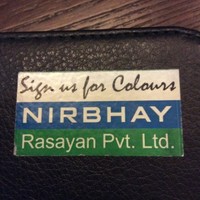 Sign us for Colours
NIRBHAY
Rasayan Pvt. Ltd.